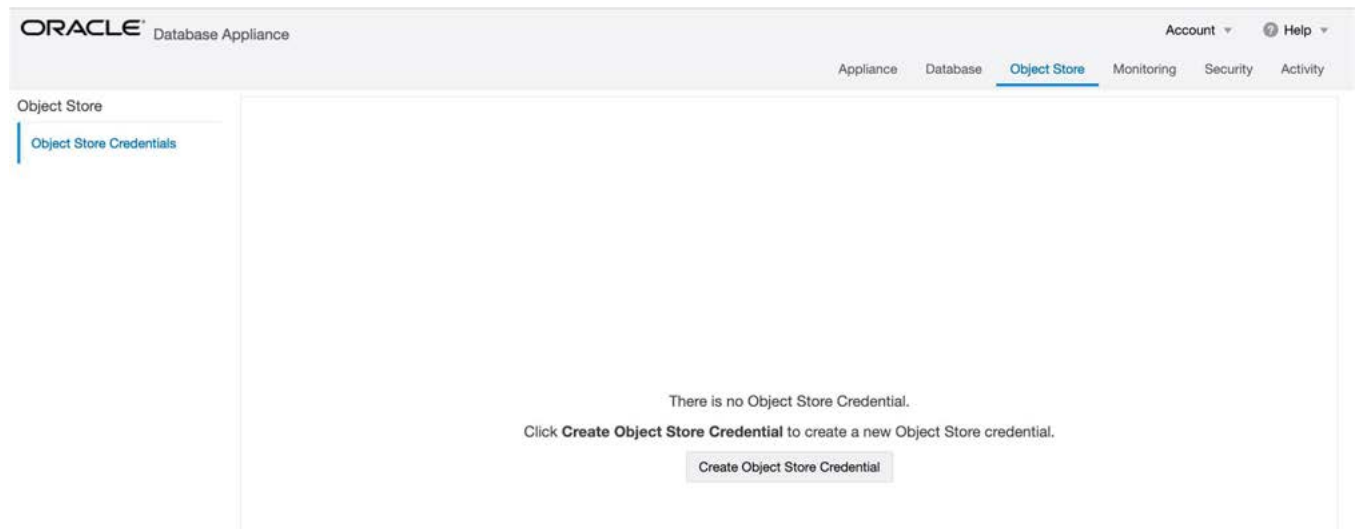 ORACLE Database Appliance
Account Help
Appliance Database Object Store Monitoring Security Activity
Object Store
Object Store Credentials
There is no Object Store Credential.
Click Create Object Store Credential to create a new Object Store credential.
Create Object Store Credential